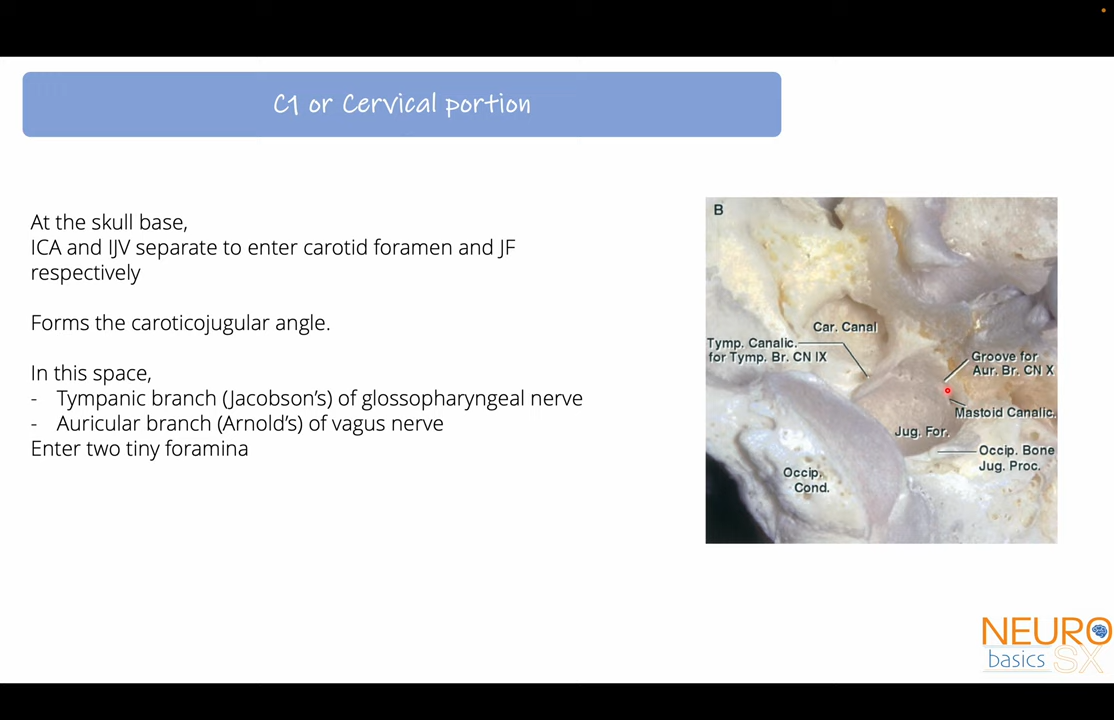 C1 or Cervical portion
At the skull base,
ICA and IJV separate to enter carotid foramen and JF
respectively
Forms the caroticojugular angle.
In this space,
- Tympanic branch (Jacobson's) of glossopharyngeal nerve
- Auricular branch (Arnold's) of vagus nerve
Enter two tiny foramina
B
Car. Canal
Tymp. Canalic.
for Tymp. Br. CN IX
Groove for
Aur. Br. CN X
Mastoid Canalic.
Jug. For.
Occip. Bone
Jug. Proc.
Occip.
Cond.
NEURO
basics SX